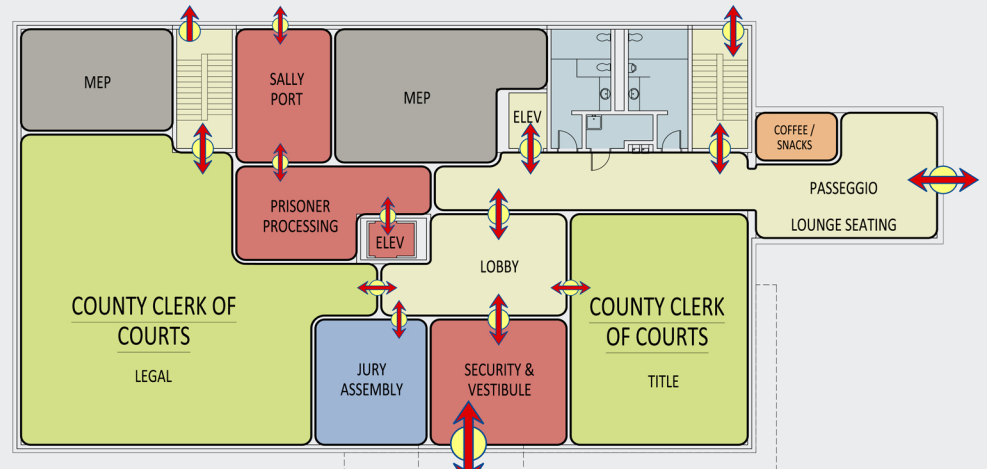 MEP
SALLY
PORT
MEP
ELEV
COFFEE /
SNACKS
PASSEGGIO
LOUNGE SEATING
PRISONER
PROCESSING
ELEV
LOBBY
COUNTY CLERK OF
COURTS
LEGAL
COUNTY CLERK
OF COURTS
TITLE
JURY
ASSEMBLY
SECURITY &
VESTIBULE